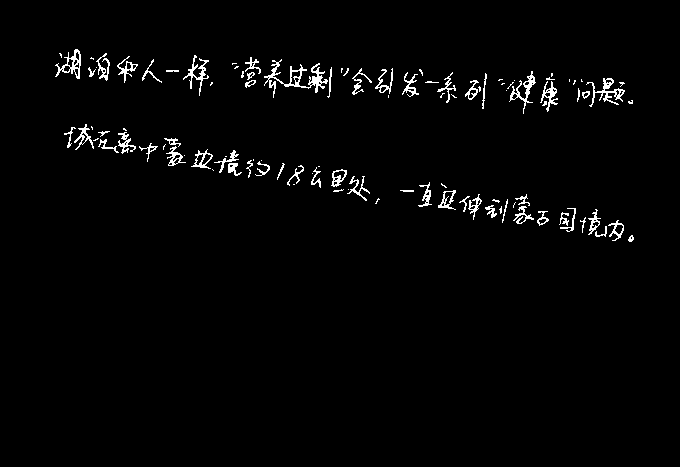 湖泊和人一样,“营养过剩”会引发一系列“健康”问题。
城在离中蒙边境约18公里处,一直延伸到蒙古国境内。